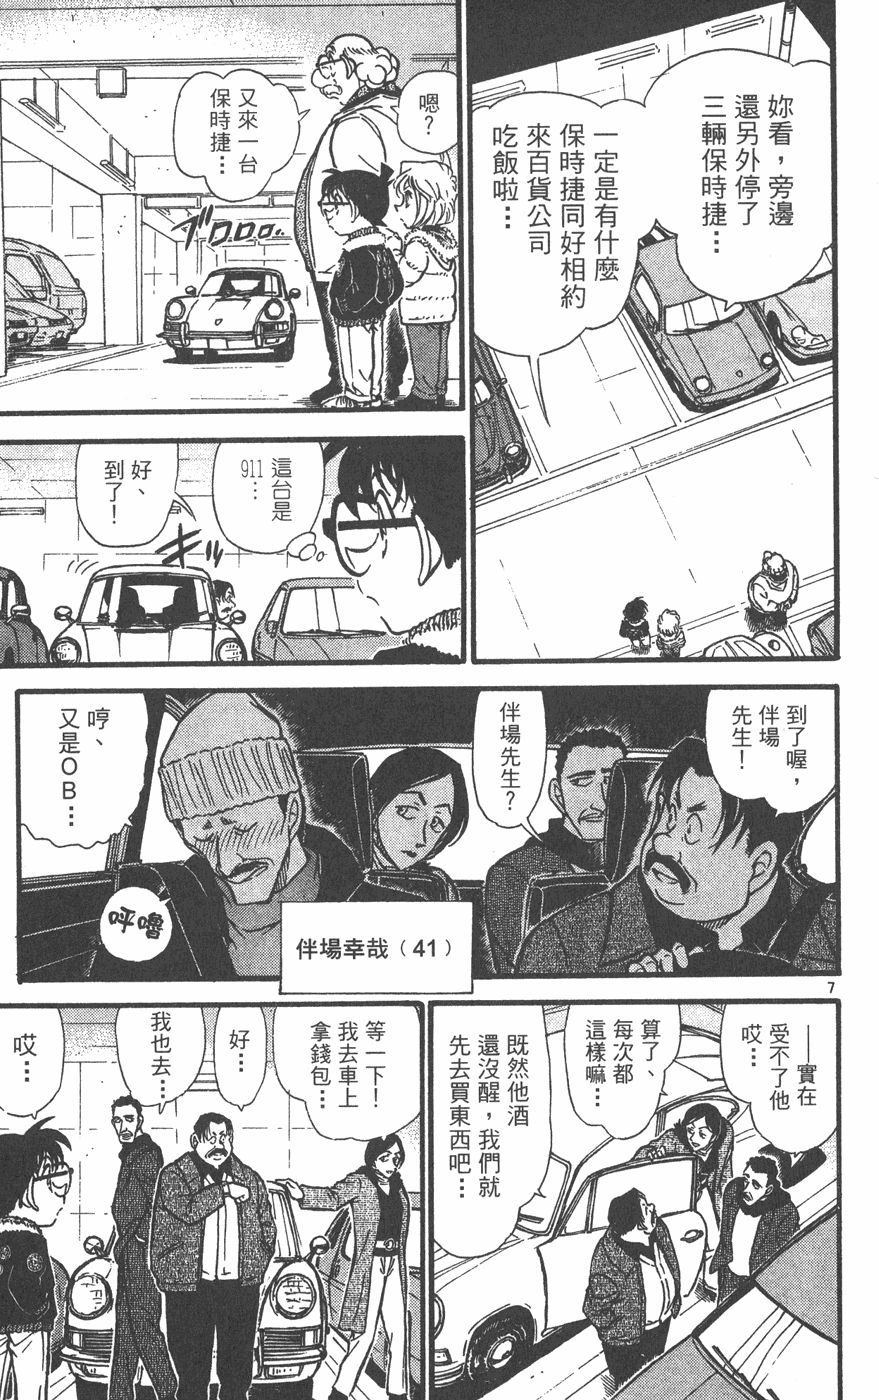 妳看，旁邊
還另外停了
三輛保時捷…
一定是有什麼
保時捷同好相約
來百貨公司
吃飯啦…
嗯？
又來一台
保時捷…
ブロロロ…
這台是
911…
好、
到了！
キキッ
到了喔，
伴場
先生！
伴場先生？
哼、
又是OB…
呼嚕
伴場幸哉（41）
7
——實在
受不了他
哎…
算了、
每次都
這樣嘛…
既然他酒
還沒醒，我們就
先去買東西吧…
等一下！
我去車上
拿錢包…
好…
我也去…
哎…